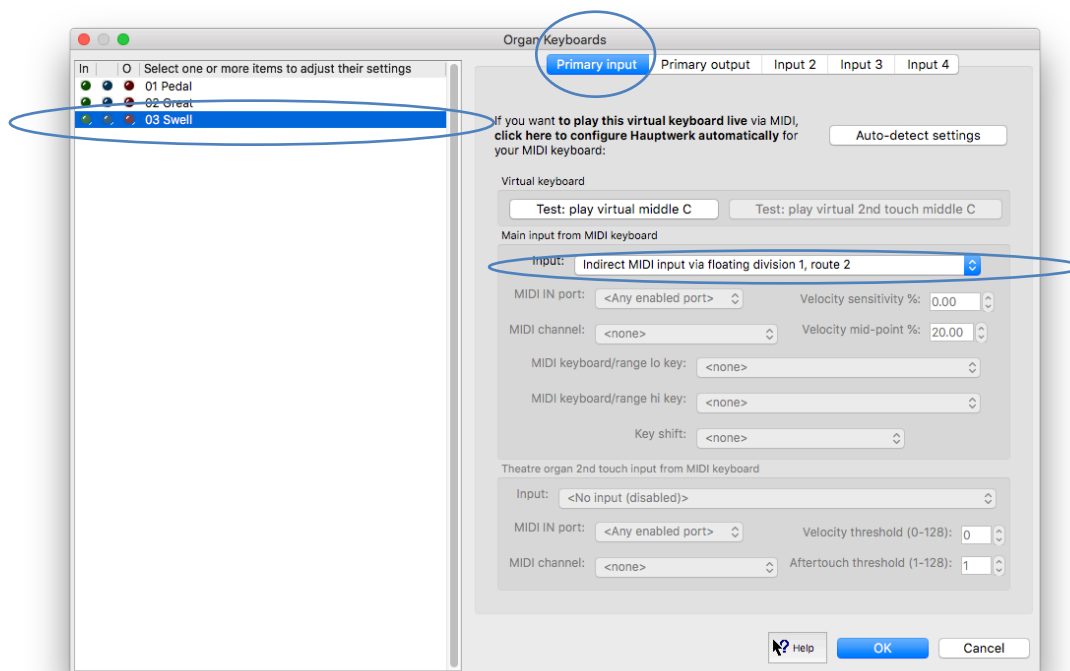 Organ Keyboards
In O Select one or more items to adjust their settings
01 Pedal
02 Great
03 Swell
Primary input Primary output Input 2 Input 3 Input 4
If you want to play this virtual keyboard live via MIDI,
click here to configure Hauptwerk automatically for
your MIDI keyboard:
Auto-detect settings
Virtual keyboard
Test: play virtual middle C Test: play virtual 2nd touch middle C
Main input from MIDI keyboard
Input: Indirect MIDI input via floating division 1, route 2
MIDI IN port: <Any enabled port> Velocity sensitivity %: 0.00
MIDI channel: <none> Velocity mid-point %: 20.00
MIDI keyboard/range lo key: <none>
MIDI keyboard/range hi key: <none>
Key shift: <none>
Theatre organ 2nd touch input from MIDI keyboard
Input: <No input (disabled)>
MIDI IN port: <Any enabled port> Velocity threshold (0-128): 0
MIDI channel: <none> Aftertouch threshold (1-128): 1
? Help OK Cancel